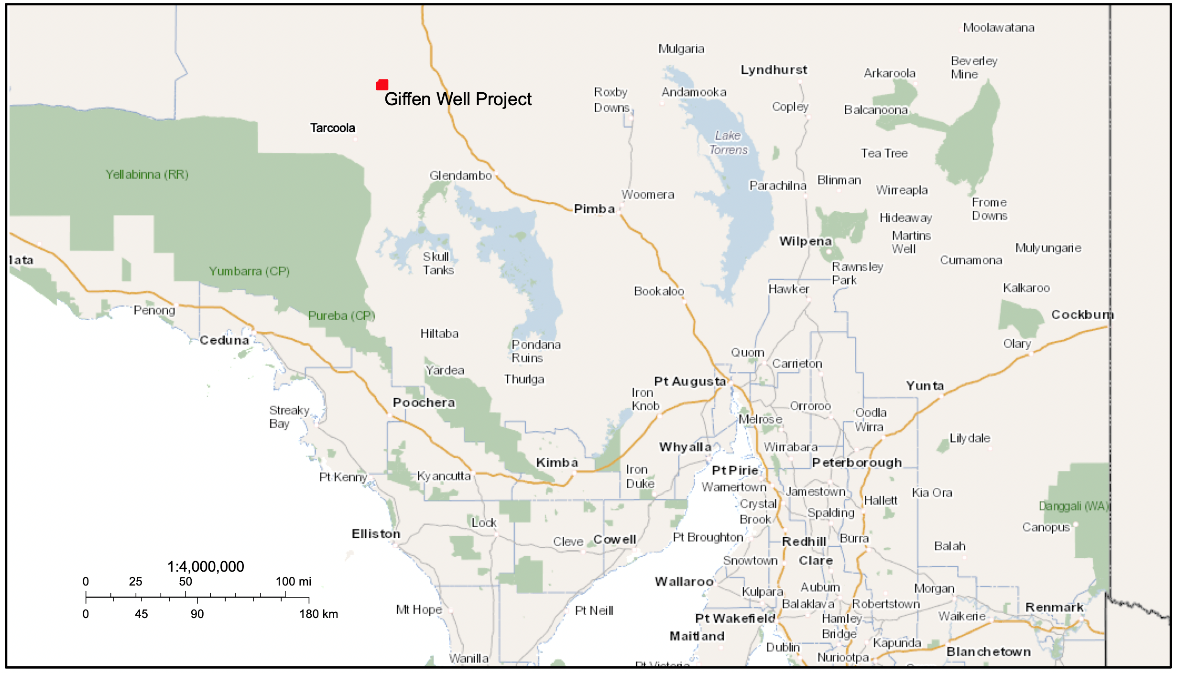 Moolawatana
Mulgaria
Lyndhurst
Beverley
Mine
Arkaroola
Giffen Well Project
Roxby
Downs
Andamooka
Copley
Balcanoona
Tarcoola
Lake
Torrens
Tea Tree
Yellabinna (RR)
Glendambo
Parachilna
Blinman
Wirreapla
Woomera
Pimba
Frome
Downs
Hideaway
Martins
Well
Wilpena
Mulyungarie
lata
Skull
Tanks
Curnamona
Yumbarra (CP)
Rawnsley
Park
Bookaloo
Hawker
Kalkaroo
Penong
Pureba (CP)
Cockburn
Ceduna
Hiltaba
Pondana
Ruins
Olary
Quorn
Carrieton
Yardea
Thurlga
Pt Augusta
Yunta
Iron
Knob
Poochera
Streaky
Bay
Melrose
Orroroo
Oodla
Wirra
Lilydale
Whyalla
Wirrabara
Peterborough
Kimba
Pt Kenny
Kyancutta
Iron
Duke
Pt Pirie
Warnertown
Jamestown
Kia Ora
Hallett
Crystal
Brook
Spalding
Danggali (WA)
Canopus
Lock
Elliston
Cleve
Cowell
Pt Broughton
Redhill
Burra
Balah
Snowtown
Clare
1:4,000,000
0 25 50 100 mi
0 45 90 180 km
Wallaroo
Kulpara
Auburn
Morgan
Balaklava
Robertstown
Renmark
Mt Hope
Pt Neill
Pt Wakefield
Hamley
Bridge
Waikerie
Maitland
Dublin
Kapunda
Blanchetown
Wanilla
Pt Victoria
Nuriootpa